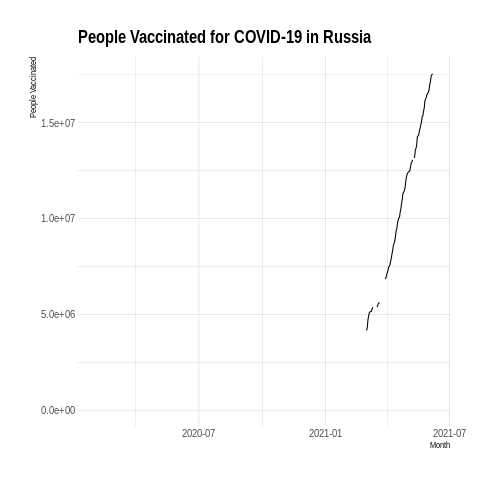 People Vaccinated for COVID-19 in Russia
People Vaccinated
1.5e+07
1.0e+07
5.0e+06
0.0e+00
2020-07
2021-01
2021-07
Month